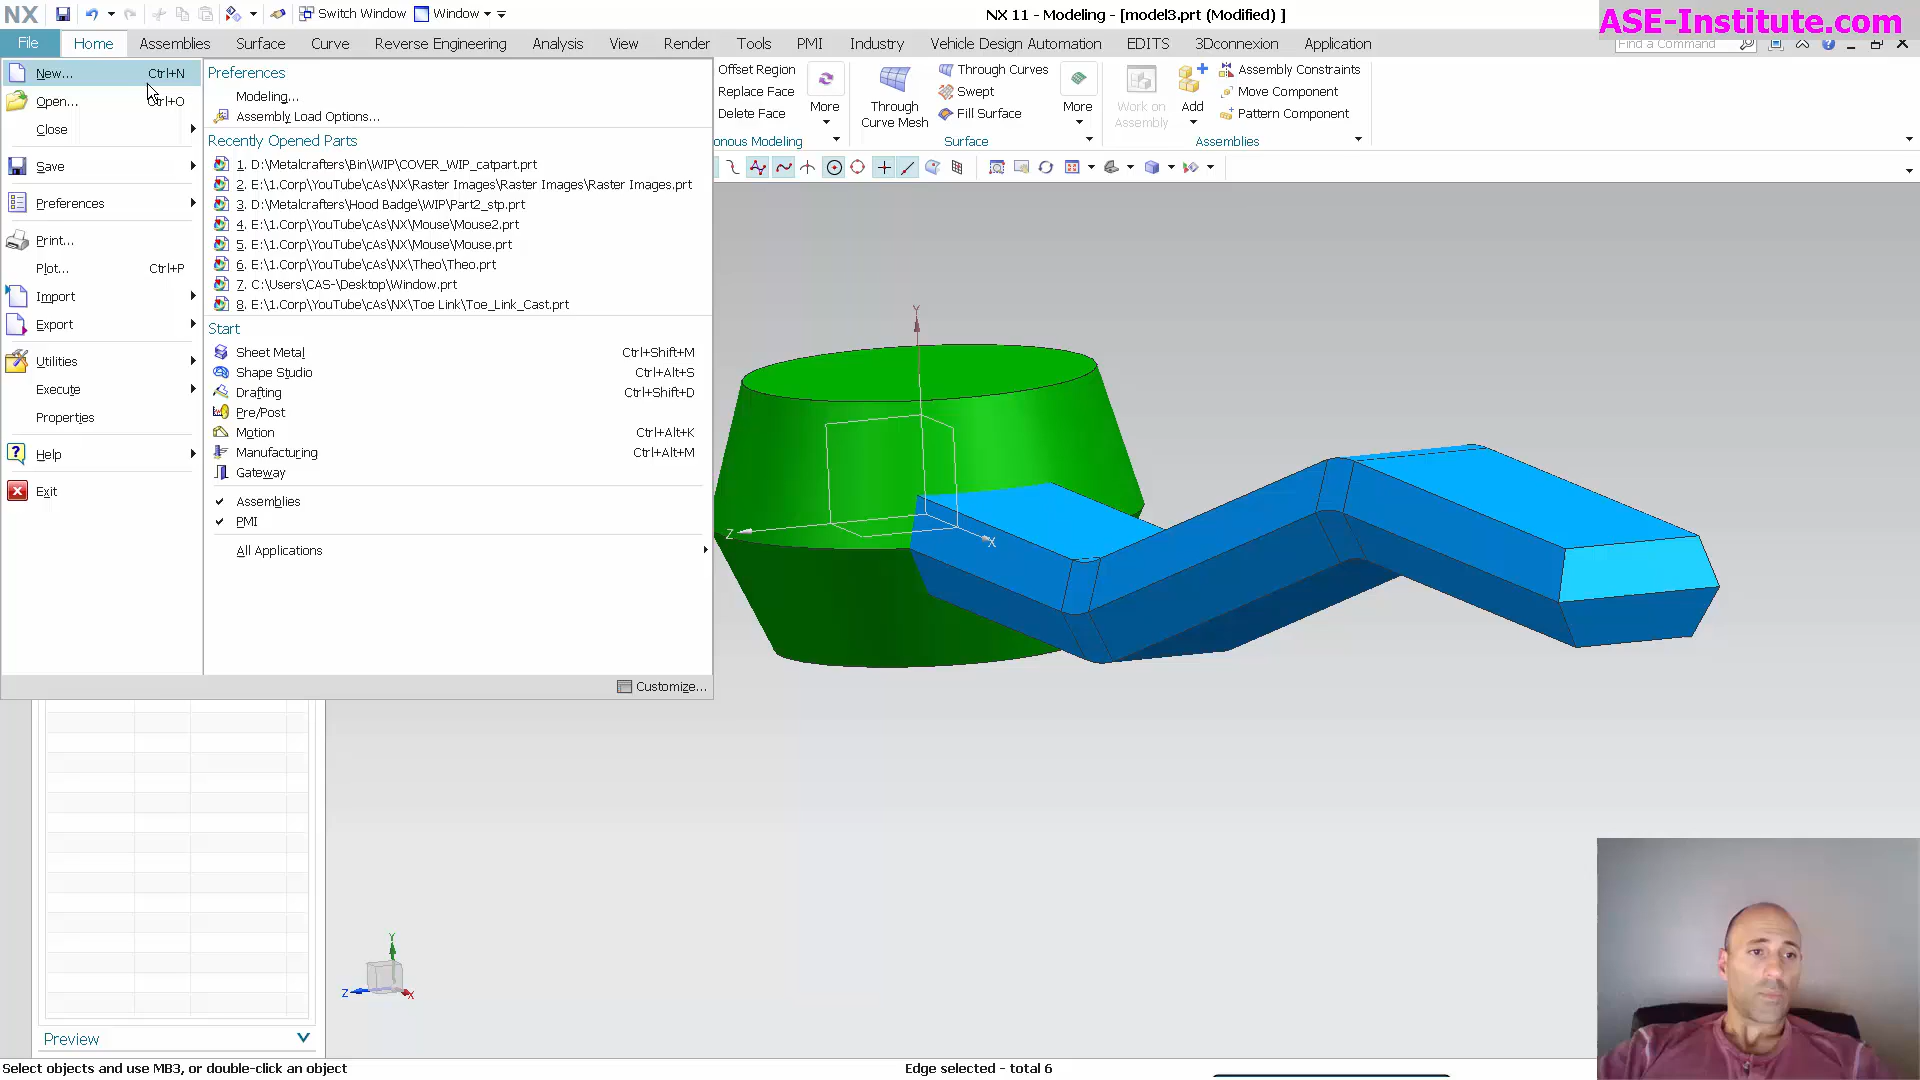 NX
Switch Window
Window
NX 11 - Modeling - [model3.prt (Modified) ]
ASE-Institute.com
File
Home
Assemblies
Surface
Curve
Reverse Engineering
Analysis
View
Render
Tools
PMI
Industry
Vehicle Design Automation
EDITS
3Dconnexion
Application
Find a Command
New... Ctrl+N
Open... Ctrl+O
Close
Save
Preferences
Print...
Plot... Ctrl+P
Import
Export
Utilities
Execute
Properties
Help
Exit
Preferences
Modeling...
Assembly Load Options...
Recently Opened Parts
1. D:\Metalcrafters\Bin\WIP\COVER_WIP_catpart.prt
2. E:\1.Corp\YouTube\cAs\NX\Raster Images\Raster Images\Raster Images.prt
3. D:\Metalcrafters\Hood Badge\WIP\Part2_stp.prt
4. E:\1.Corp\YouTube\cAs\NX\Mouse\Mouse2.prt
5. E:\1.Corp\YouTube\cAs\NX\Mouse\Mouse.prt
6. E:\1.Corp\YouTube\cAs\NX\Theo\Theo.prt
7. C:\Users\CAS-\Desktop\Window.prt
8. E:\1.Corp\YouTube\cAs\NX\Toe Link\Toe_Link_Cast.prt
Start
Sheet Metal Ctrl+Shift+M
Shape Studio Ctrl+Alt+S
Drafting Ctrl+Shift+D
Pre/Post
Motion Ctrl+Alt+K
Manufacturing Ctrl+Alt+M
Gateway
Assemblies
PMI
All Applications
Customize...
Offset Region
Replace Face
Delete Face
More
onous Modeling
Through
Curve Mesh
Through Curves
Swept
Fill Surface
More
Surface
Work on
Assembly
Add
Assembly Constraints
Move Component
Pattern Component
Assemblies
Y
Z
X
Y
Z
X
Preview
Select objects and use MB3, or double-click an object
Edge selected - total 6